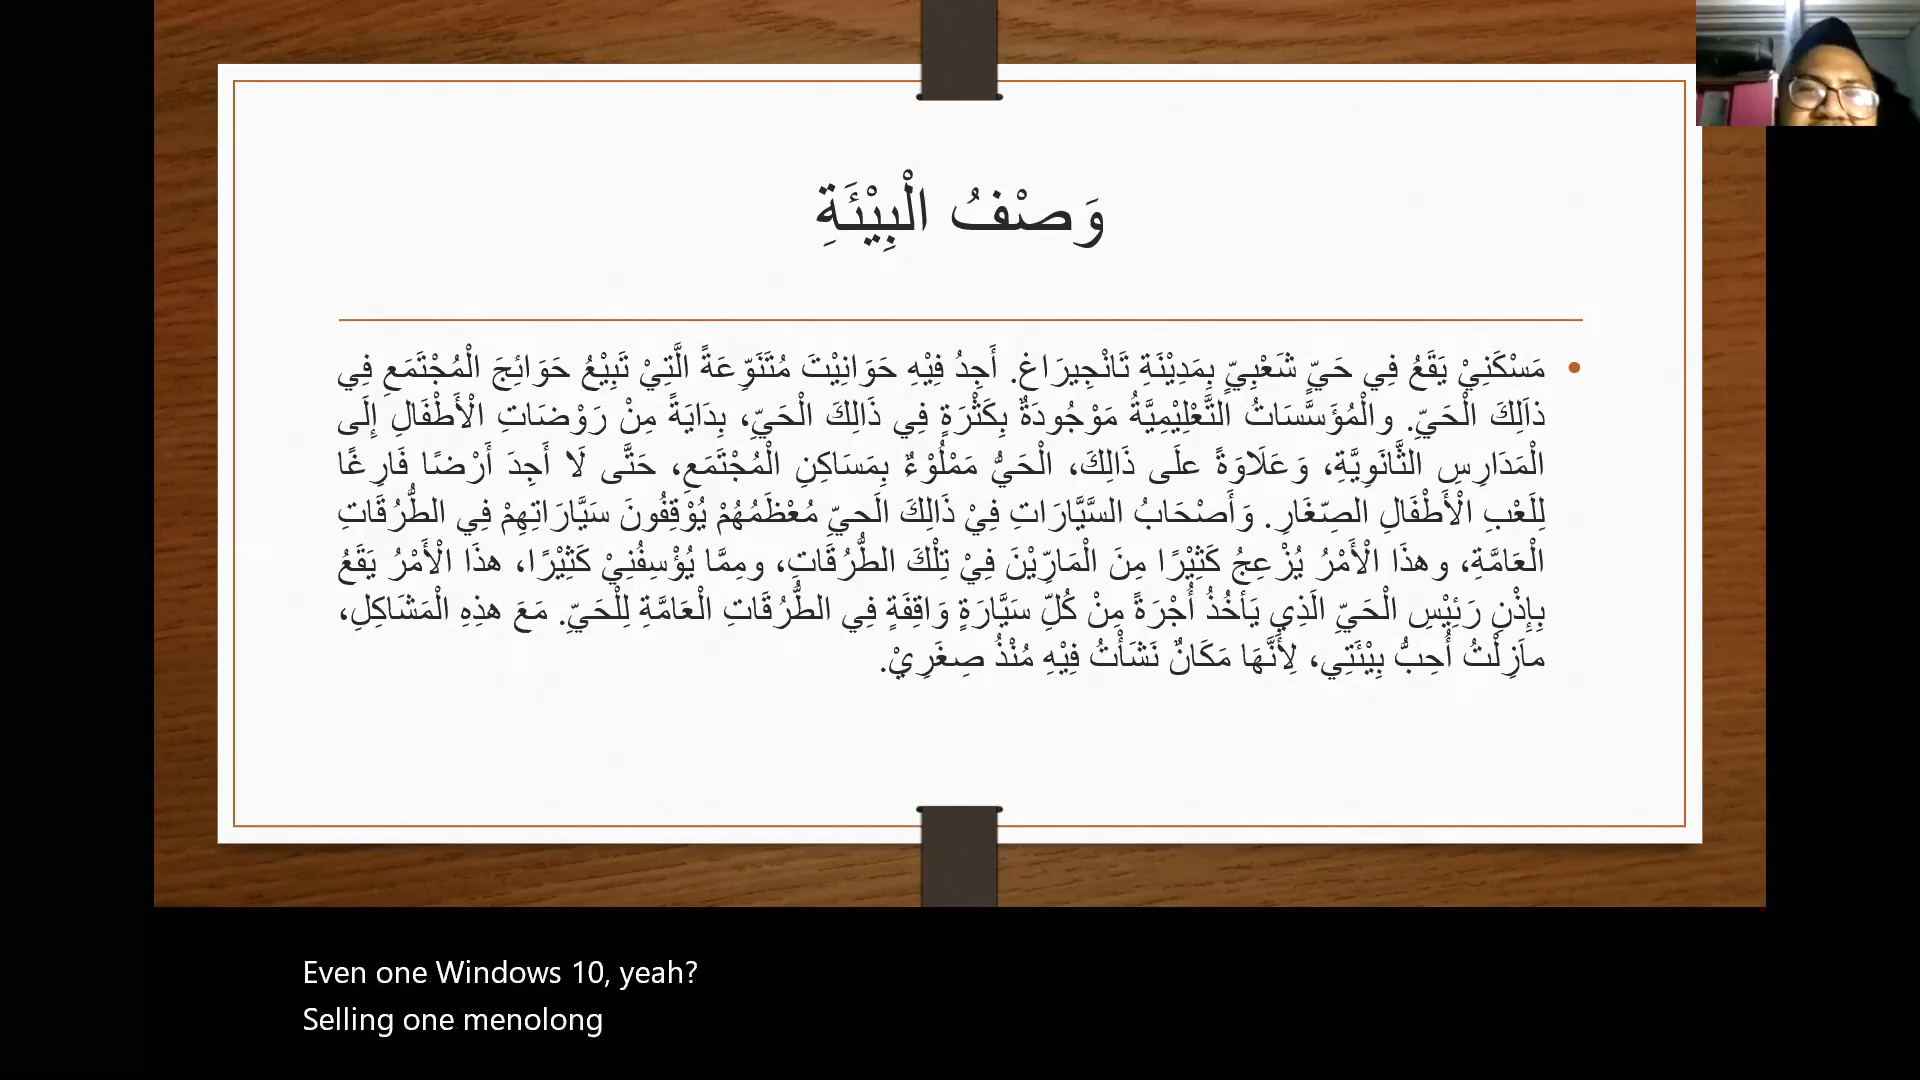 وَصْفُ الْبِيْئَةِ
• مَسْكَنِيْ يَقَعُ فِي حَيٍّ شَعْبِيٍّ بِمَدِيْنَةِ تَانْجِيرَاغ. أَجِدُ فِيْهِ حَوَانِيْتَ مُتَنَوِّعَةً الَّتِيْ تَبِيْعُ حَوَائِجَ الْمُجْتَمَعِ فِي
ذاَلِكَ الْحَيِّ. والْمُؤَسَّسَاتُ التَّعْلِيْمِيَّةُ مَوْجُودَةٌ بِكَثْرَةٍ فِي ذَالِكَ الْحَيِّ، بِدَايَةً مِنْ رَوْضَاتِ الْأَطْفَالِ إِلَى
الْمَدَارِسِ الثَّانَوِيَّةِ، وَعَلَاوَةً علَى ذَالِكَ، الْحَيُّ مَمْلُوْءٌ بِمَسَاكِنِ الْمُجْتَمَعِ، حَتَّى لَا أَجِدَ أَرْضًا فَارِغًا
لِلَعْبِ الْأَطْفَالِ الصِّغَارِ. وَأَصْحَابُ السَّيَّارَاتِ فِيْ ذَالِكَ الَحيِّ مُعْظَمُهُمْ يُوْقِفُونَ سَيَّارَاتِهِمْ فِي الطُّرُقَاتِ
الْعَامَّةِ، وهذَا الْأَمْرُ يُزْعِجُ كَثِيْرًا مِنَ الْمَارِّيْنَ فِيْ تِلْكَ الطُّرُقَاتِ، ومِمَّا يُؤْسِفُنِيْ كَثِيْرًا، هذَا الْأَمْرُ يَقَعُ
بِإِذْنِ رَئِيْسِ الْحَيِّ الَذِي يَأخُذُ أُجْرَةً مِنْ كُلِّ سَيَّارَةٍ وَاقِفَةٍ فِي الطُّرُقَاتِ الْعَامَّةِ لِلْحَيِّ. مَعَ هذِهِ الْمَشَاكِلِ،
ماَزِلْتُ أُحِبُّ بِيْئَتِي، لِأَنَّهَا مَكَانٌ نَشَأْتُ فِيْهِ مُنْذُ صِغَرِيْ.
Even one Windows 10, yeah?
Selling one menolong